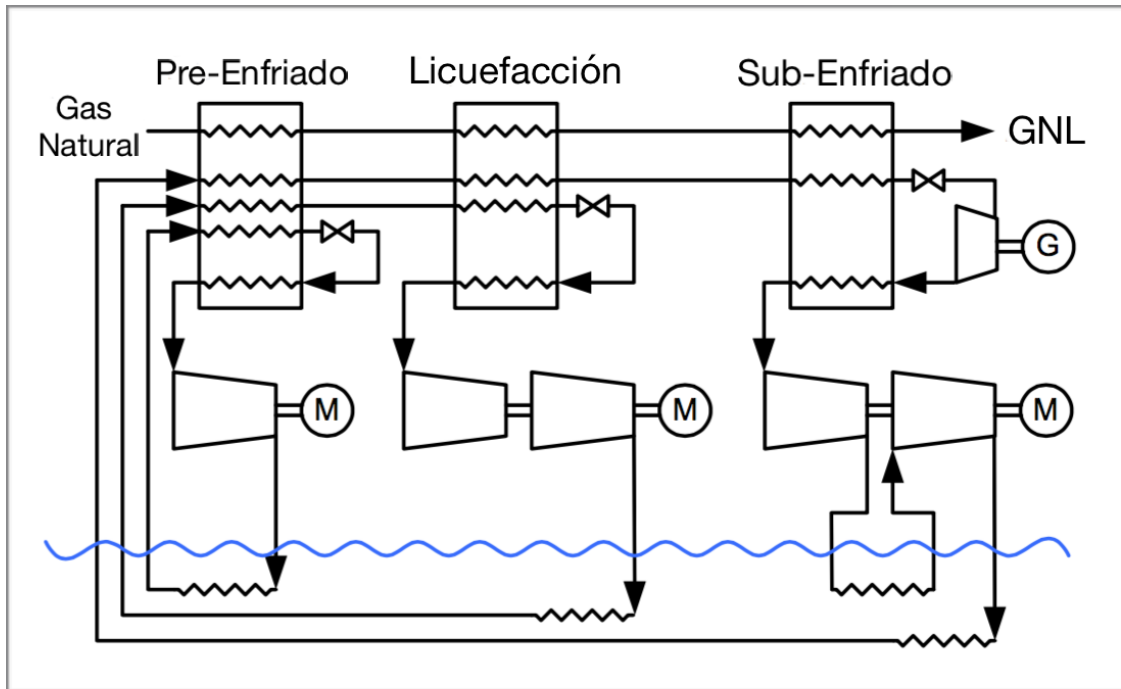 Pre-Enfriado
Licuefacción
Sub-Enfriado
Gas
Natural
GNL
G
M
M
M